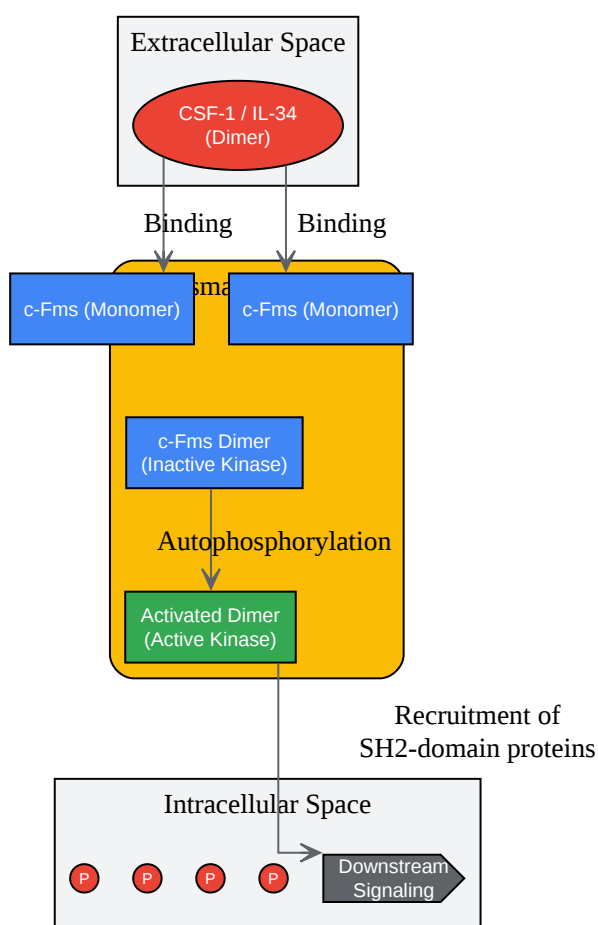 Extracellular Space
CSF-1 / IL-34
(Dimer)
Binding
Binding
c-Fms (Monomer)
c-Fms (Monomer)
c-Fms Dimer
(Inactive Kinase)
Autophosphorylation
Activated Dimer
(Active Kinase)
Recruitment of
SH2-domain proteins
Intracellular Space
P
P
P
P
Downstream
Signaling